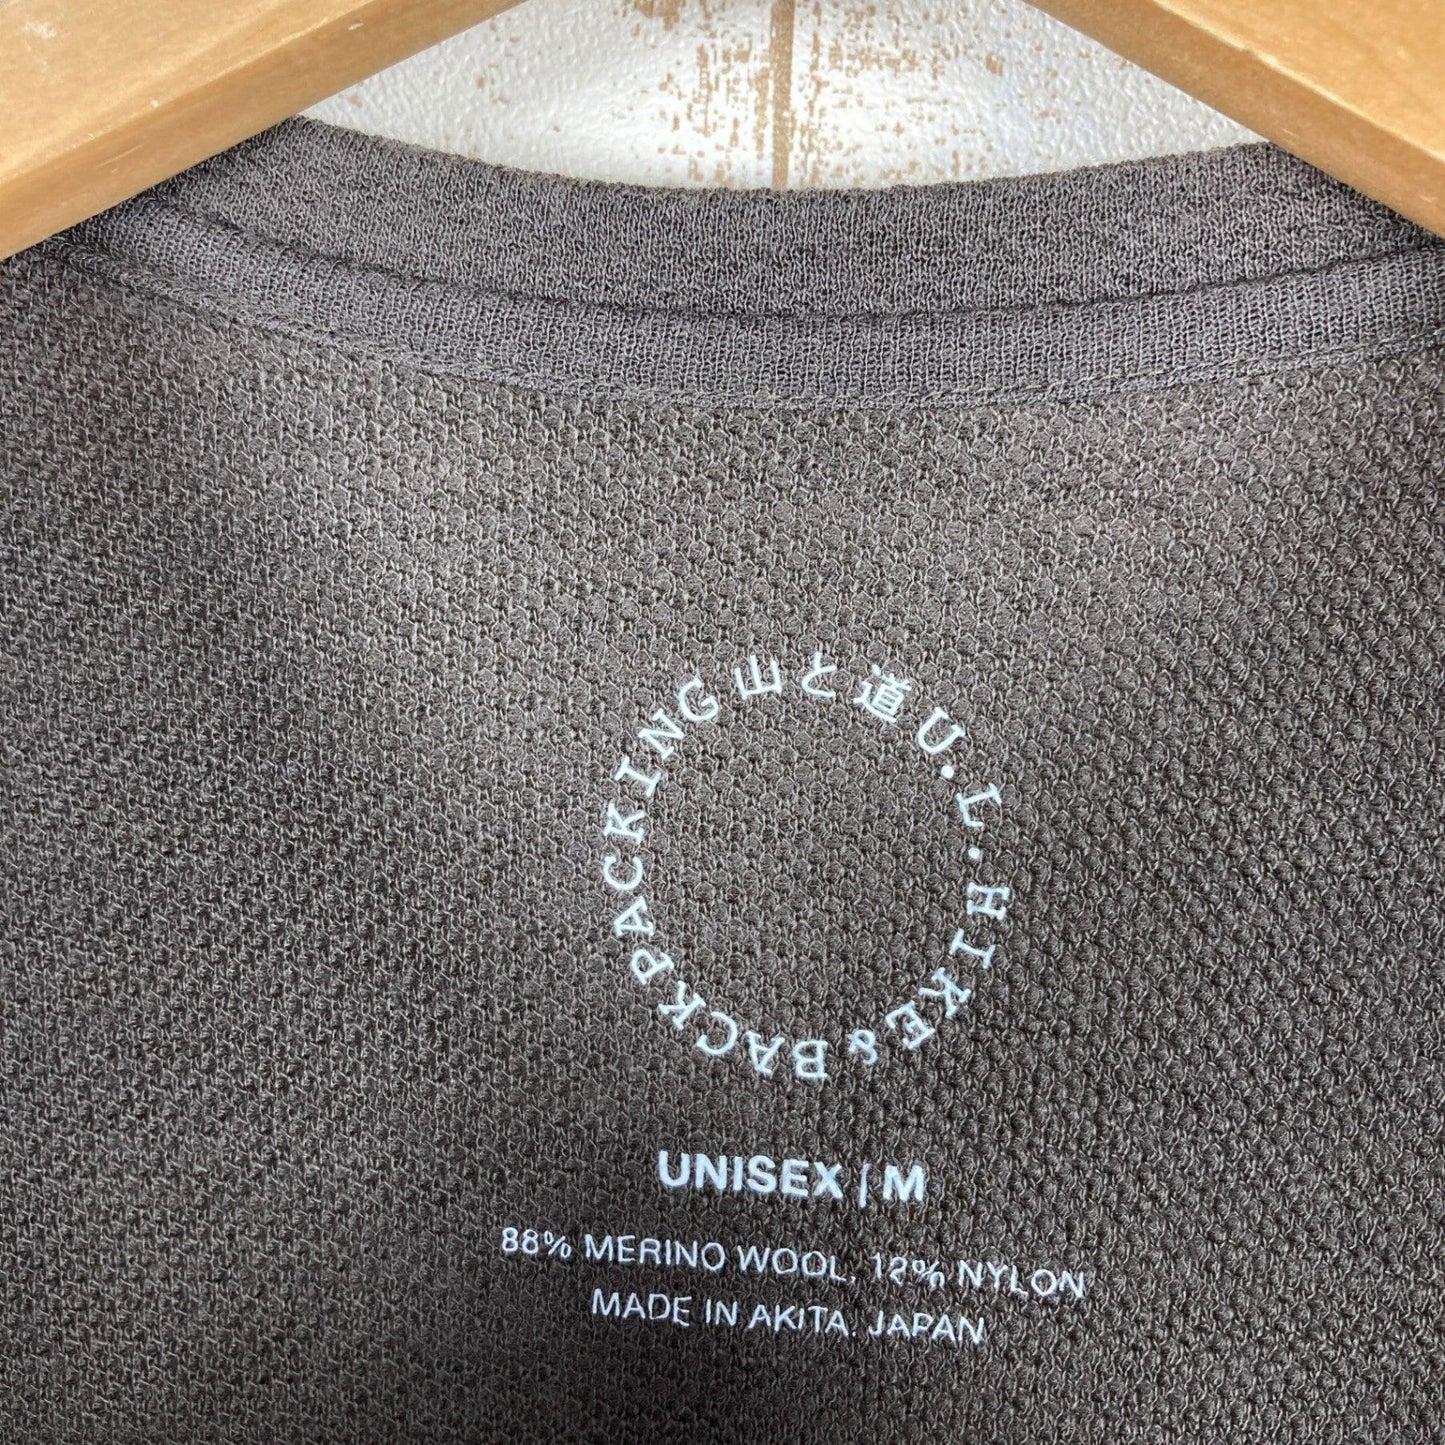 山と道 U.L. HIKE & BACKPACKING
UNISEX / M
88% MERINO WOOL, 12% NYLON
MADE IN AKITA. JAPAN